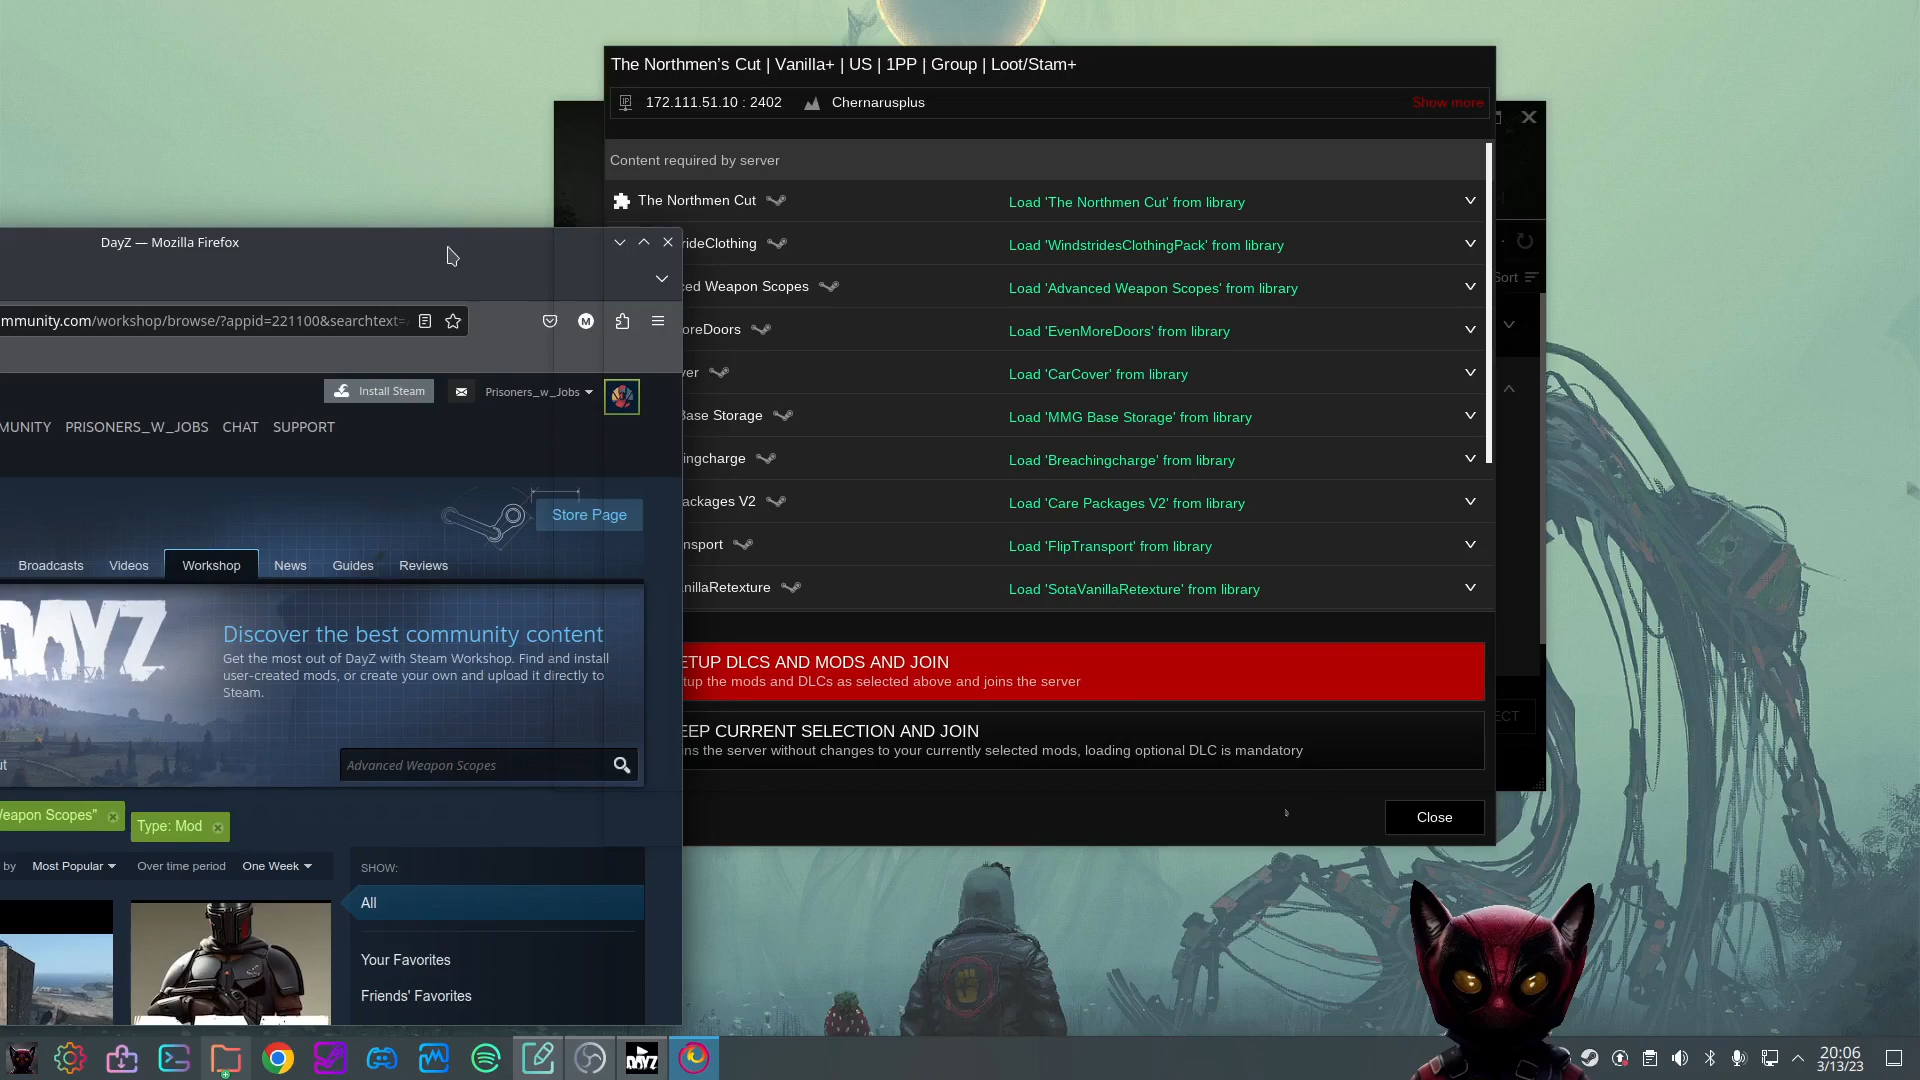 The Northmen's Cut | Vanilla+ | US | 1PP | Group | Loot/Stam+
172.111.51.10 : 2402
Chernarusplus
Show more
Content required by server
The Northmen Cut
Load 'The Northmen Cut' from library
rideClothing
Load 'WindstridesClothingPack' from library
ced Weapon Scopes
Load 'Advanced Weapon Scopes' from library
oreDoors
Load 'EvenMoreDoors' from library
ver
Load 'CarCover' from library
Base Storage
Load 'MMG Base Storage' from library
ingcharge
Load 'Breachingcharge' from library
ackages V2
Load 'Care Packages V2' from library
nsport
Load 'FlipTransport' from library
anillaRetexture
Load 'SotaVanillaRetexture' from library
ETUP DLCS AND MODS AND JOIN
tup the mods and DLCs as selected above and joins the server
EEP CURRENT SELECTION AND JOIN
ns the server without changes to your currently selected mods, loading optional DLC is mandatory
Close
Sort
ECT
DayZ — Mozilla Firefox
mmunity.com/workshop/browse/?appid=221100&searchtext=
M
Install Steam
Prisoners_w_Jobs
MUNITY PRISONERS_W_JOBS CHAT SUPPORT
Store Page
Broadcasts Videos Workshop News Guides Reviews
DAYZ
Discover the best community content
Get the most out of DayZ with Steam Workshop. Find and install
user-created mods, or create your own and upload it directly to
Steam.
ut
Advanced Weapon Scopes
Weapon Scopes"
Type: Mod
by Most Popular Over time period One Week
SHOW:
All
Your Favorites
Friends' Favorites
DAYZ
20:06
3/13/23